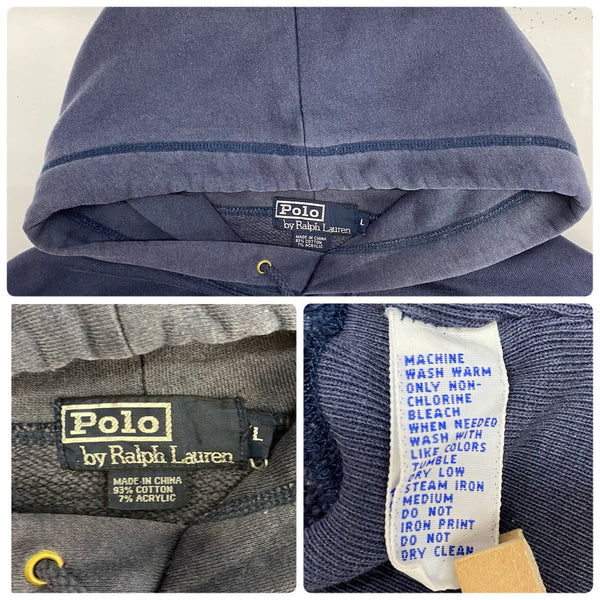 Polo
by Ralph Lauren
L
MADE IN CHINA
93% COTTON
7% ACRYLIC
Polo
by Ralph Lauren
L
MADE IN CHINA
93% COTTON
7% ACRYLIC
MACHINE
WASH WARM
ONLY NON-
CHLORINE
BLEACH
WHEN NEEDED
WASH WITH
LIKE COLORS
TUMBLE
DRY LOW
STEAM IRON
MEDIUM
DO NOT
IRON PRINT
DO NOT
DRY CLEAN